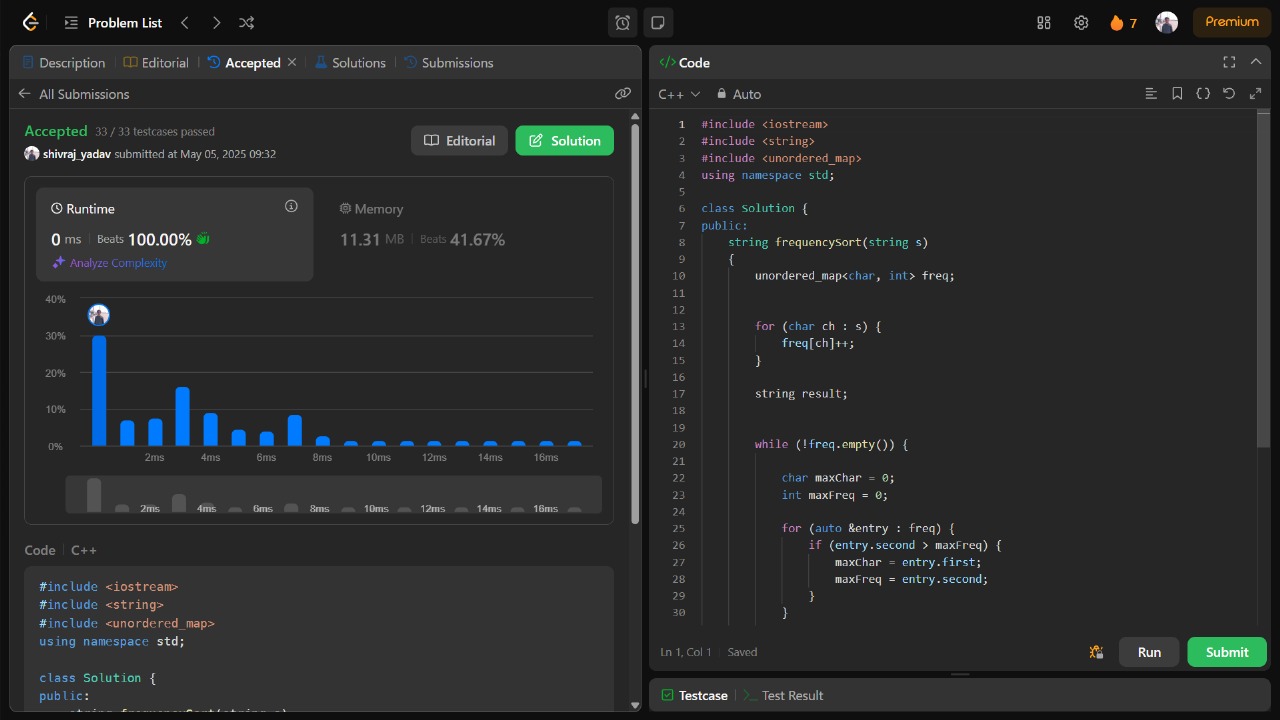 Problem List
7
Premium
Description
Editorial
Accepted
Solutions
Submissions
All Submissions
Accepted 33 / 33 testcases passed
shivraj_yadav submitted at May 05, 2025 09:32
Editorial
Solution
Runtime
0 ms | Beats 100.00%
Analyze Complexity
Memory
11.31 MB | Beats 41.67%
40%
30%
20%
10%
0%
2ms 4ms 6ms 8ms 10ms 12ms 14ms 16ms
2ms 4ms 6ms 8ms 10ms 12ms 14ms 16ms
Code | C++
#include <iostream>
#include <string>
#include <unordered_map>
using namespace std;
class Solution {
public:
string frequencySort(string s)
</> Code
C++ Auto
1 #include <iostream>
2 #include <string>
3 #include <unordered_map>
4 using namespace std;
5
6 class Solution {
7 public:
8 string frequencySort(string s)
9 {
10 unordered_map<char, int> freq;
11
12
13 for (char ch : s) {
14 freq[ch]++;
15 }
16
17 string result;
18
19
20 while (!freq.empty()) {
21
22 char maxChar = 0;
23 int maxFreq = 0;
24
25 for (auto &entry : freq) {
26 if (entry.second > maxFreq) {
27 maxChar = entry.first;
28 maxFreq = entry.second;
29 }
30 }
Ln 1, Col 1 | Saved
Run
Submit
Testcase | >_ Test Result